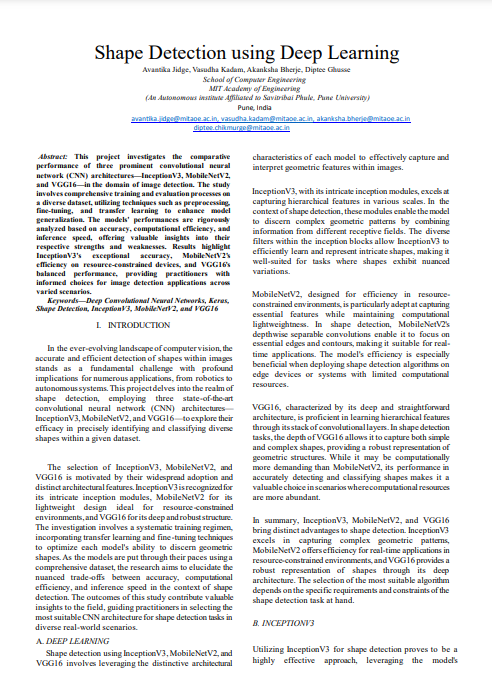 Shape Detection using Deep Learning
Avantika Jidge, Vasudha Kadam, Akanksha Bherje, Diptee Ghusse
School of Computer Engineering
MIT Academy of Engineering
(An Autonomous institute Affiliated to Savitribai Phule, Pune University)
Pune, India
avantika.jidge@mitaoe.ac.in, vasudha.kadam@mitaoe.ac.in, akanksha.bherje@mitaoe.ac.in
diptee.chikmurge@mitaoe.ac.in
Abstract: This project investigates the comparative
performance of three prominent convolutional neural
network (CNN) architectures—InceptionV3, MobileNetV2,
and VGG16—in the domain of image detection. The study
involves comprehensive training and evaluation processes on
a diverse dataset, utilizing techniques such as preprocessing,
fine-tuning, and transfer learning to enhance model
generalization. The models' performances are rigorously
analyzed based on accuracy, computational efficiency, and
inference speed, offering valuable insights into their
respective strengths and weaknesses. Results highlight
InceptionV3's exceptional accuracy, MobileNetV2's
efficiency on resource-constrained devices, and VGG16's
balanced performance, providing practitioners with
informed choices for image detection applications across
varied scenarios.
Keywords—Deep Convolutional Neural Networks, Keras,
Shape Detection, InceptionV3, MobileNetV2, and VGG16
I. INTRODUCTION
In the ever-evolving landscape of computer vision, the
accurate and efficient detection of shapes within images
stands as a fundamental challenge with profound
implications for numerous applications, from robotics to
autonomous systems. This project delves into the realm of
shape detection, employing three state-of-the-art
convolutional neural network (CNN) architectures—
InceptionV3, MobileNetV2, and VGG16—to explore their
efficacy in precisely identifying and classifying diverse
shapes within a given dataset.
The selection of InceptionV3, MobileNetV2, and
VGG16 is motivated by their widespread adoption and
distinct architectural features. InceptionV3 is recognized for
its intricate inception modules, MobileNetV2 for its
lightweight design ideal for resource-constrained
environments, and VGG16 for its deep and robust structure.
The investigation involves a systematic training regimen,
incorporating transfer learning and fine-tuning techniques
to optimize each model's ability to discern geometric
shapes. As the models are put through their paces using a
comprehensive dataset, the research aims to elucidate the
nuanced trade-offs between accuracy, computational
efficiency, and inference speed in the context of shape
detection. The outcomes of this study contribute valuable
insights to the field, guiding practitioners in selecting the
most suitable CNN architecture for shape detection tasks in
diverse real-world scenarios.
A. DEEP LEARNING
Shape detection using InceptionV3, MobileNetV2, and
VGG16 involves leveraging the distinctive architectural
characteristics of each model to effectively capture and
interpret geometric features within images.
InceptionV3, with its intricate inception modules, excels at
capturing hierarchical features in various scales. In the
context of shape detection, these modules enable the model
to discern complex geometric patterns by combining
information from different receptive fields. The diverse
filters within the inception blocks allow InceptionV3 to
efficiently learn and represent intricate shapes, making it
well-suited for tasks where shapes exhibit nuanced
variations.
MobileNetV2, designed for efficiency in resource-
constrained environments, is particularly adept at capturing
essential features while maintaining computational
lightweightness. In shape detection, MobileNetV2's
depthwise separable convolutions enable it to focus on
essential edges and contours, making it suitable for real-
time applications. The model's efficiency is especially
beneficial when deploying shape detection algorithms on
edge devices or systems with limited computational
resources.
VGG16, characterized by its deep and straightforward
architecture, is proficient in learning hierarchical features
through its stack of convolutional layers. In shape detection
tasks, the depth of VGG16 allows it to capture both simple
and complex shapes, providing a robust representation of
geometric structures. While it may be computationally
more demanding than MobileNetV2, its performance in
accurately detecting and classifying shapes makes it a
valuable choice in scenarios where computational resources
are more abundant.
In summary, InceptionV3, MobileNetV2, and VGG16
bring distinct advantages to shape detection. InceptionV3
excels in capturing complex geometric patterns,
MobileNetV2 offers efficiency for real-time applications in
resource-constrained environments, and VGG16 provides a
robust representation of shapes through its deep
architecture. The selection of the most suitable algorithm
depends on the specific requirements and constraints of the
shape detection task at hand.
B. INCEPTIONV3
Utilizing InceptionV3 for shape detection proves to be a
highly effective approach, leveraging the model's